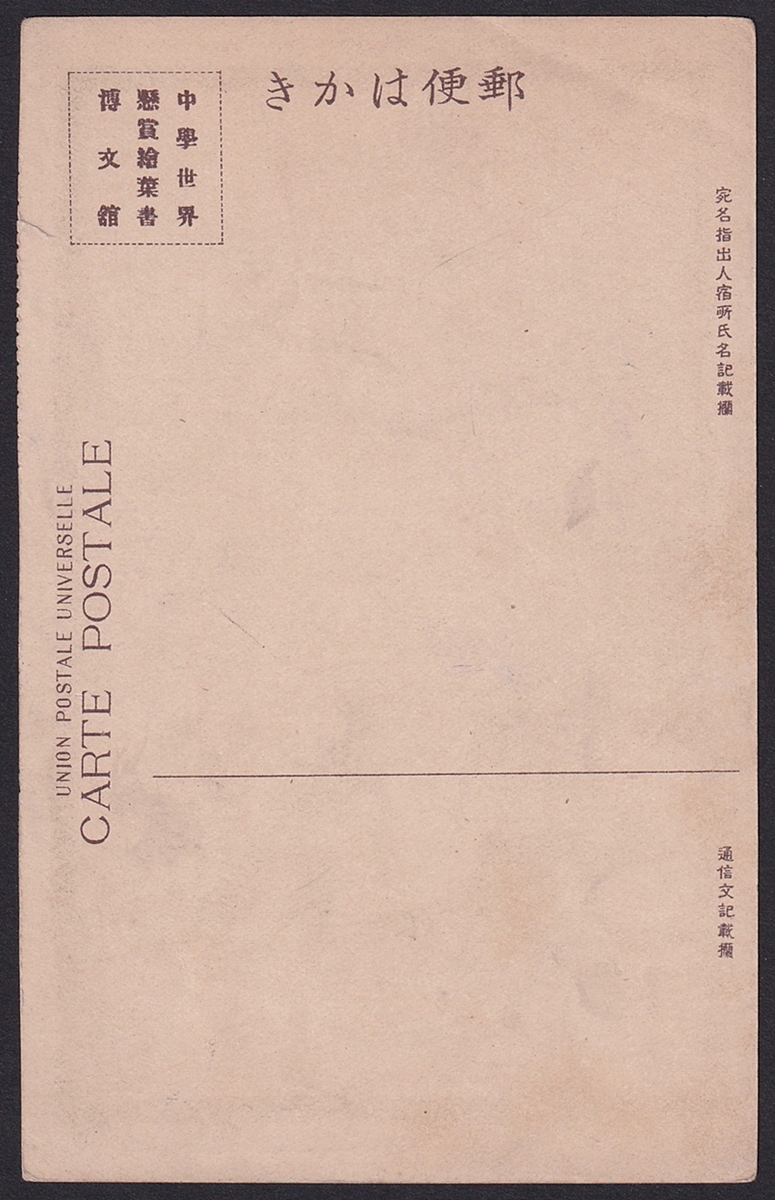 郵便はかき
中學世界
懸賞繪葉書
博文館
宛名指出人宿所氏名記載欄
UNION POSTALE UNIVERSELLE
CARTE POSTALE
通信文記載欄